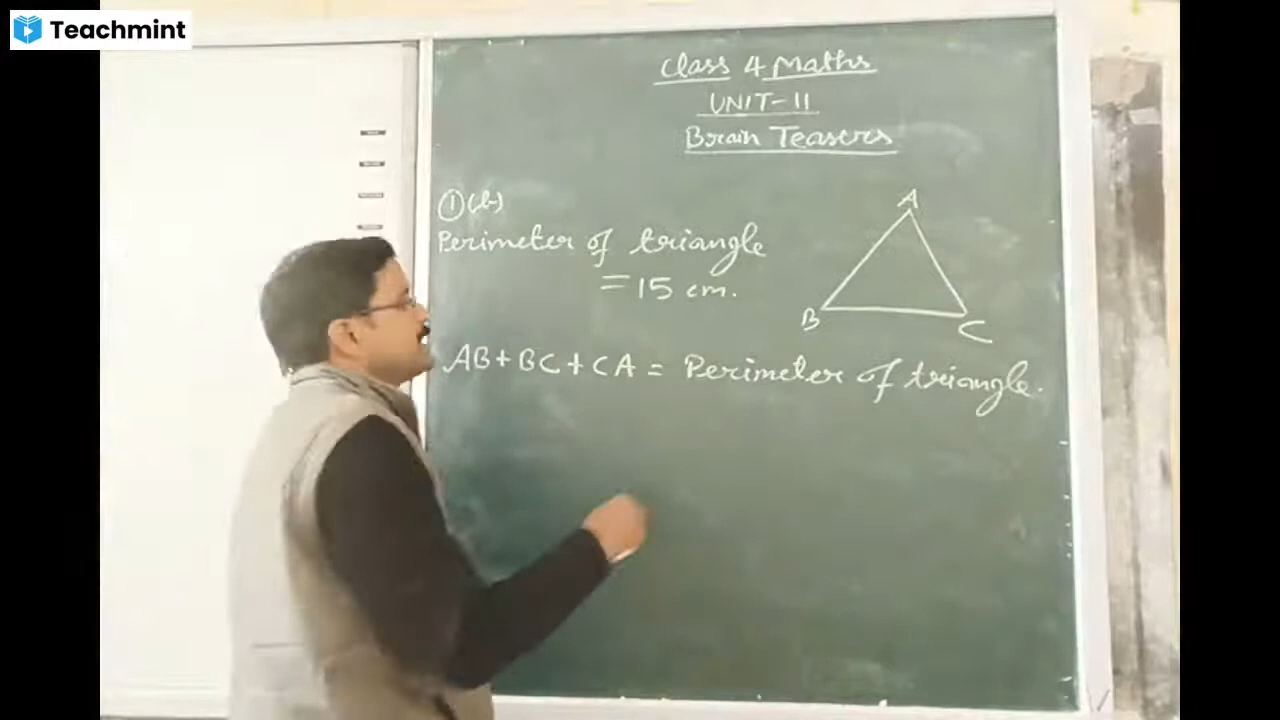 Teachmint
Class 4 Maths
UNIT-11
Brain Teasers
①(b)
Perimeter of triangle
= 15 cm.
A
B
C
AB + BC + CA = Perimeter of triangle.